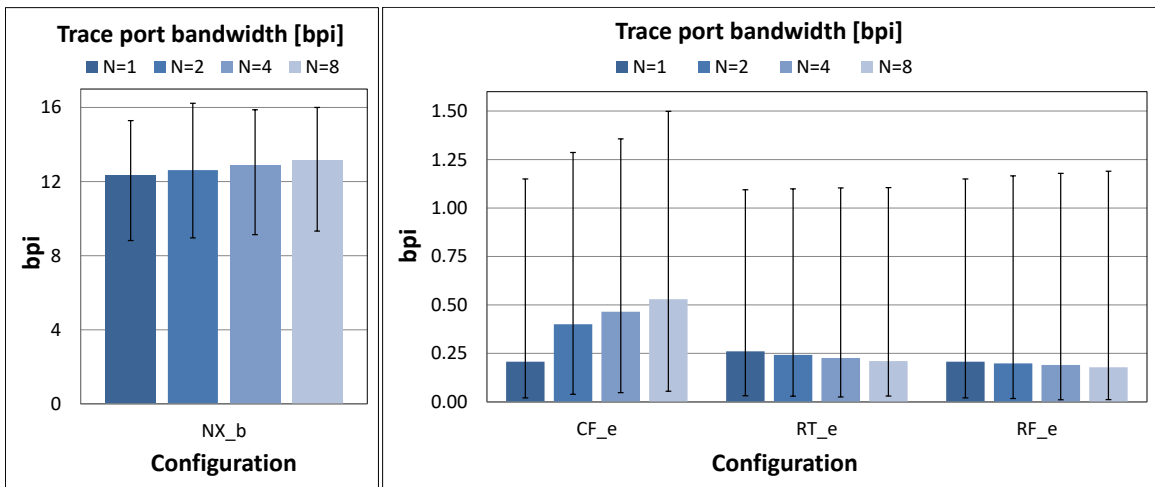 Trace port bandwidth [bpi]
N=1 N=2 N=4 N=8
16
12
8
4
0
bpi
NX_b
Configuration
Trace port bandwidth [bpi]
N=1 N=2 N=4 N=8
1.50
1.25
1.00
0.75
0.50
0.25
0.00
bpi
CF_e RT_e RF_e
Configuration